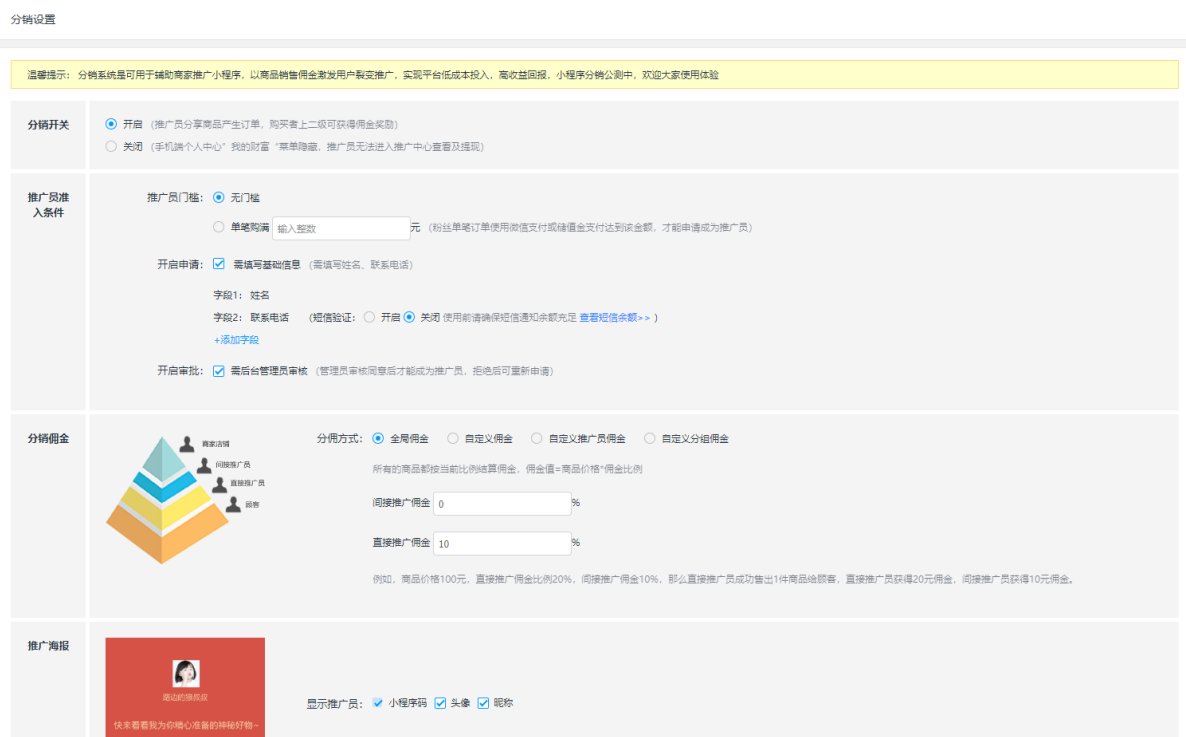 分销设置
温馨提示： 分销系统是可用于辅助商家推广小程序，以商品销售佣金激发用户裂变推广，实现平台低成本投入，高收益回报，小程序分销公测中，欢迎大家使用体验
分销开关
开启 （推广员分享商品产生订单，购买者上二级可获得佣金奖励）
关闭 （手机端个人中心”我的财富“菜单隐藏，推广员无法进入推广中心查看及提现）
推广员准
入条件
推广员门槛： 无门槛
单笔购满 输入整数 元 （粉丝单笔订单使用微信支付或储值金支付达到该金额，才能申请成为推广员）
开启申请： 需填写基础信息 （需填写姓名、联系电话）
字段1： 姓名
字段2： 联系电话 （短信验证： 开启 关闭 使用前请确保短信通知余额充足 查看短信余额>> ）
+添加字段
开启审批： 需后台管理员审核 （管理员审核同意后才能成为推广员，拒绝后可重新申请）
分销佣金
商家店铺
间接推广员
直接推广员
顾客
分佣方式： 全局佣金 自定义佣金 自定义推广员佣金 自定义分组佣金
所有的商品都按当前比例结算佣金，佣金值=商品价格*佣金比例
间接推广佣金 0 %
直接推广佣金 10 %
例如，商品价格100元，直接推广佣金比例20%，间接推广佣金10%，那么直接推广员成功售出1件商品给顾客，直接推广员获得20元佣金，间接推广员获得10元佣金。
推广海报
路边的狼叔叔
快来看看我为你精心准备的神秘好物~
显示推广员： 小程序码 头像 昵称